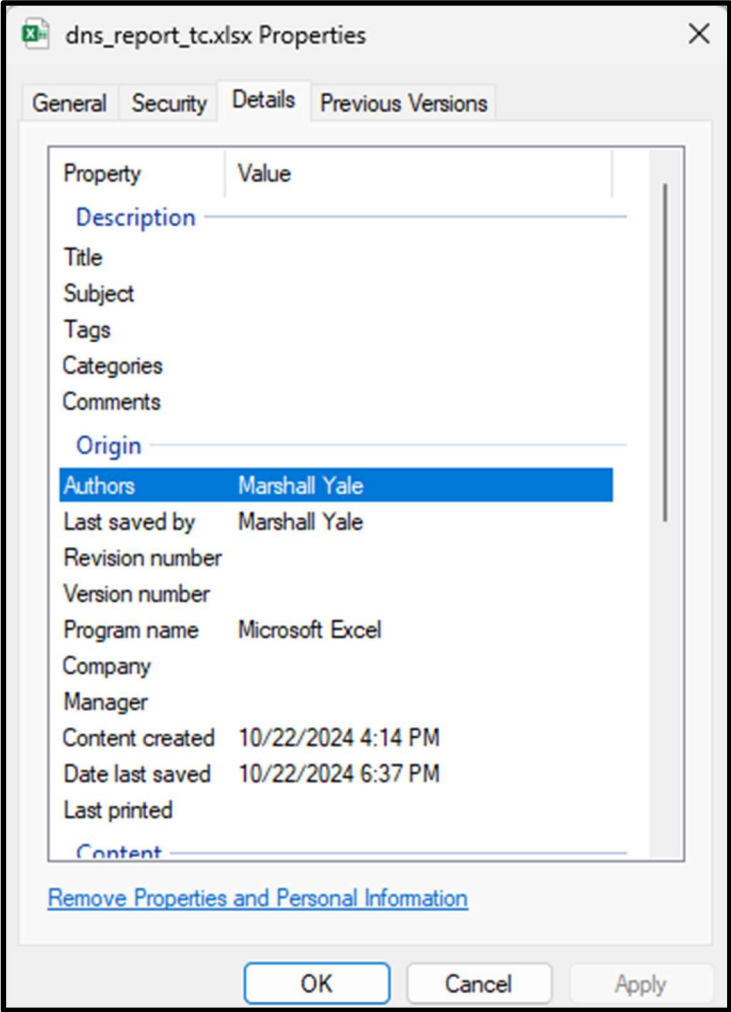 dns_report_tc.xlsx Properties
General Security Details Previous Versions
Property Value
Description
Title
Subject
Tags
Categories
Comments
Origin
Authors Marshall Yale
Last saved by Marshall Yale
Revision number
Version number
Program name Microsoft Excel
Company
Manager
Content created 10/22/2024 4:14 PM
Date last saved 10/22/2024 6:37 PM
Last printed
Content
Remove Properties and Personal Information
OK Cancel Apply